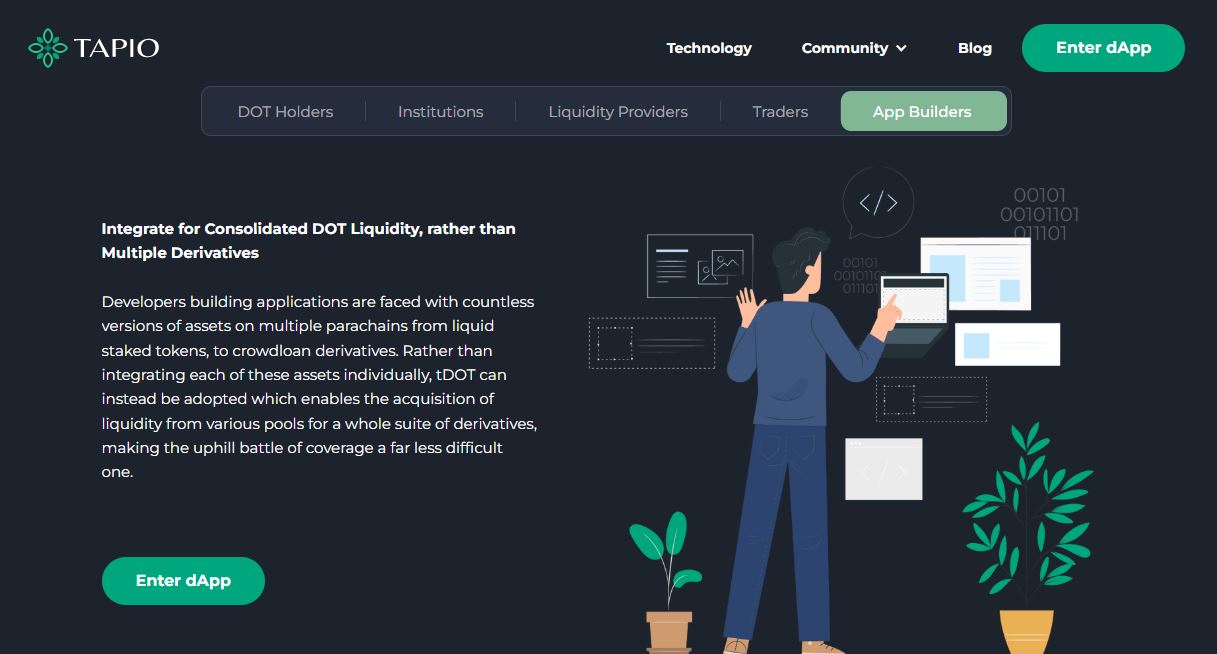 TAPIO
Technology
Community
Blog
Enter dApp
DOT Holders
Institutions
Liquidity Providers
Traders
App Builders
Integrate for Consolidated DOT Liquidity, rather than
Multiple Derivatives
Developers building applications are faced with countless
versions of assets on multiple parachains from liquid
staked tokens, to crowdloan derivatives. Rather than
integrating each of these assets individually, tDOT can
instead be adopted which enables the acquisition of
liquidity from various pools for a whole suite of derivatives,
making the uphill battle of coverage a far less difficult
one.
Enter dApp
</> 
00101
00101101
011101
00101
00101101
011101
</>